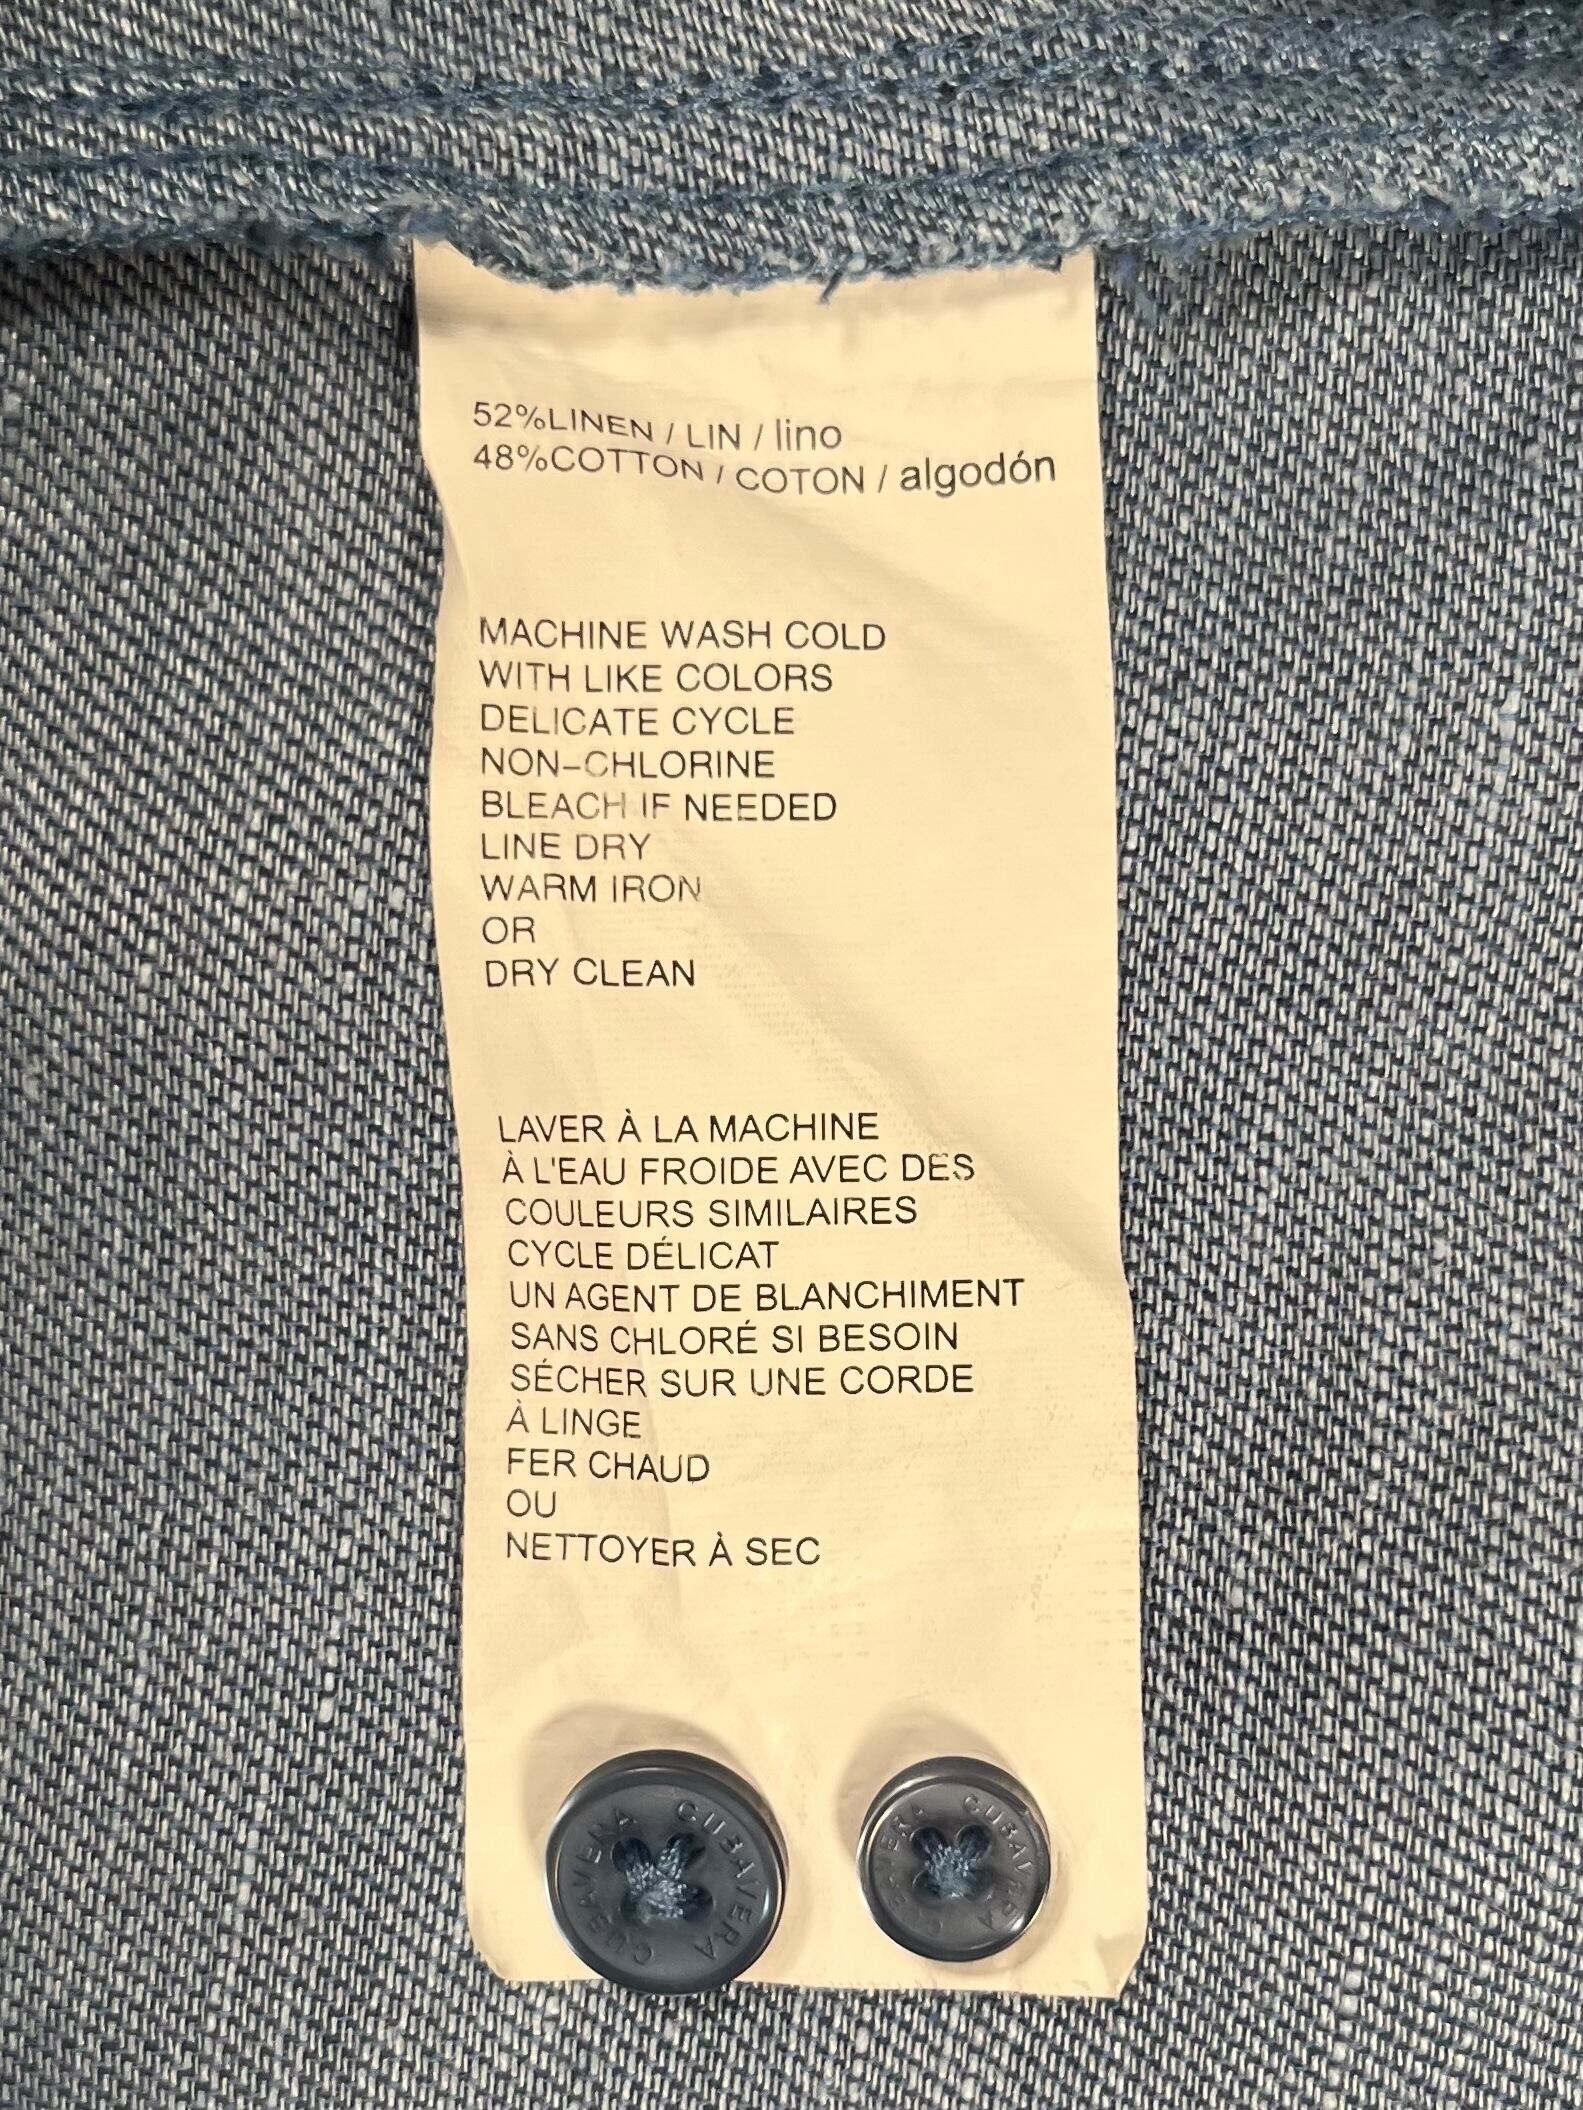 52%LINEN / LIN / lino
48%COTTON / COTON / algodón
MACHINE WASH COLD
WITH LIKE COLORS
DELICATE CYCLE
NON-CHLORINE
BLEACH IF NEEDED
LINE DRY
WARM IRON
OR
DRY CLEAN
LAVER À LA MACHINE
À L'EAU FROIDE AVEC DES
COULEURS SIMILAIRES
CYCLE DÉLICAT
UN AGENT DE BLANCHIMENT
SANS CHLORÉ SI BESOIN
SÉCHER SUR UNE CORDE
À LINGE
FER CHAUD
OU
NETTOYER À SEC
CUBAVERA CUBAVERA
CUBAVERA CUBAVERA